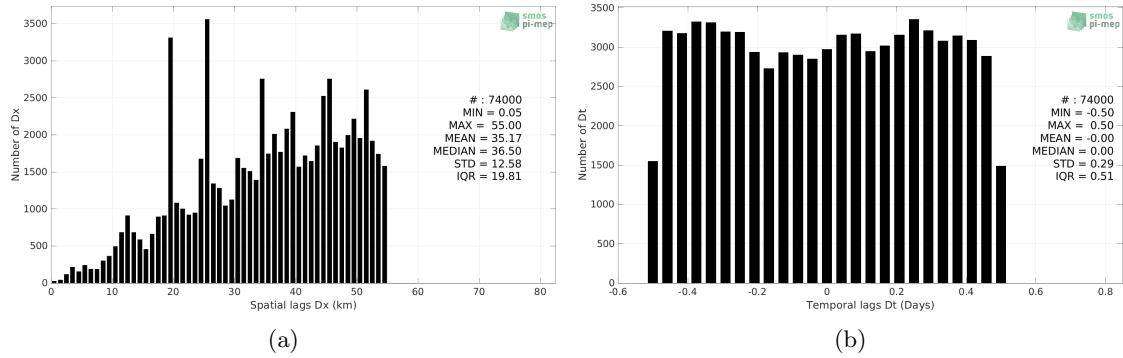 3500
3000
2500
2000
1500
1000
500
0
Number of Dx
0 10 20 30 40 50 60 70 80
Spatial lags Dx (km)
smos
pi-mep
# : 74000
MIN = 0.05
MAX = 55.00
MEAN = 35.17
MEDIAN = 36.50
STD = 12.58
IQR = 19.81
(a)
3500
3000
2500
2000
1500
1000
500
0
Number of Dt
-0.6 -0.4 -0.2 0 0.2 0.4 0.6 0.8
Temporal lags Dt (Days)
smos
pi-mep
# : 74000
MIN = -0.50
MAX = 0.50
MEAN = -0.00
MEDIAN = 0.00
STD = 0.29
IQR = 0.51
(b)